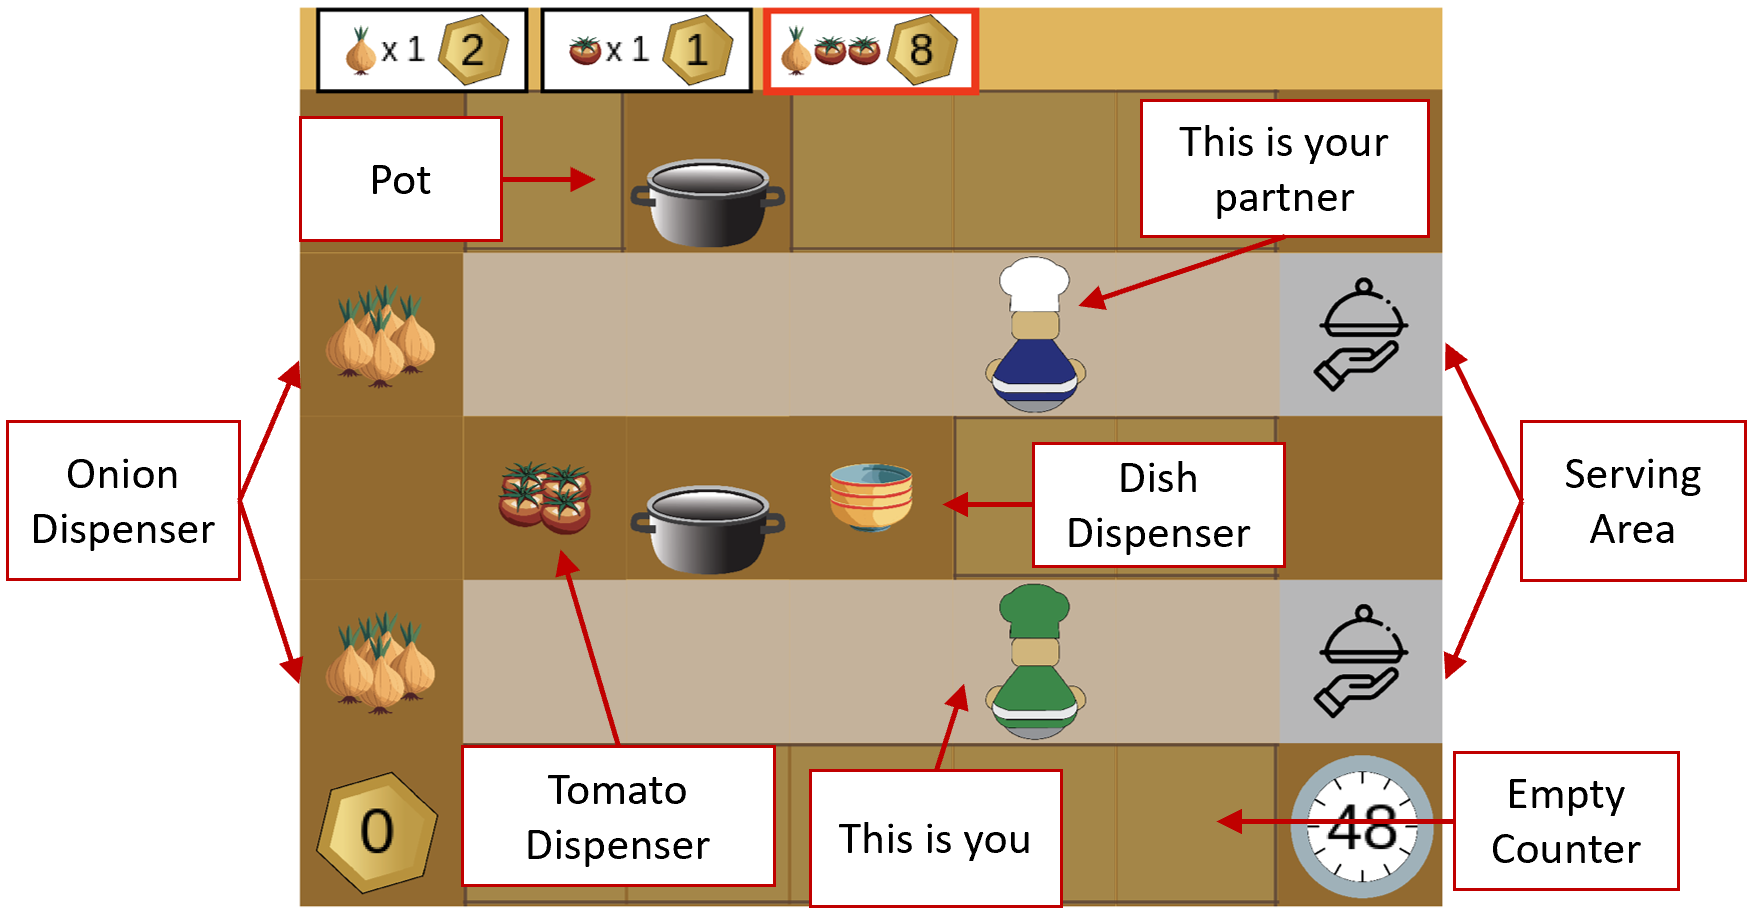 x 1 2 x 1 1 8
Pot
This is your
partner
Onion
Dispenser
Dish
Dispenser
Serving
Area
Tomato
Dispenser
This is you
Empty
Counter
0
48